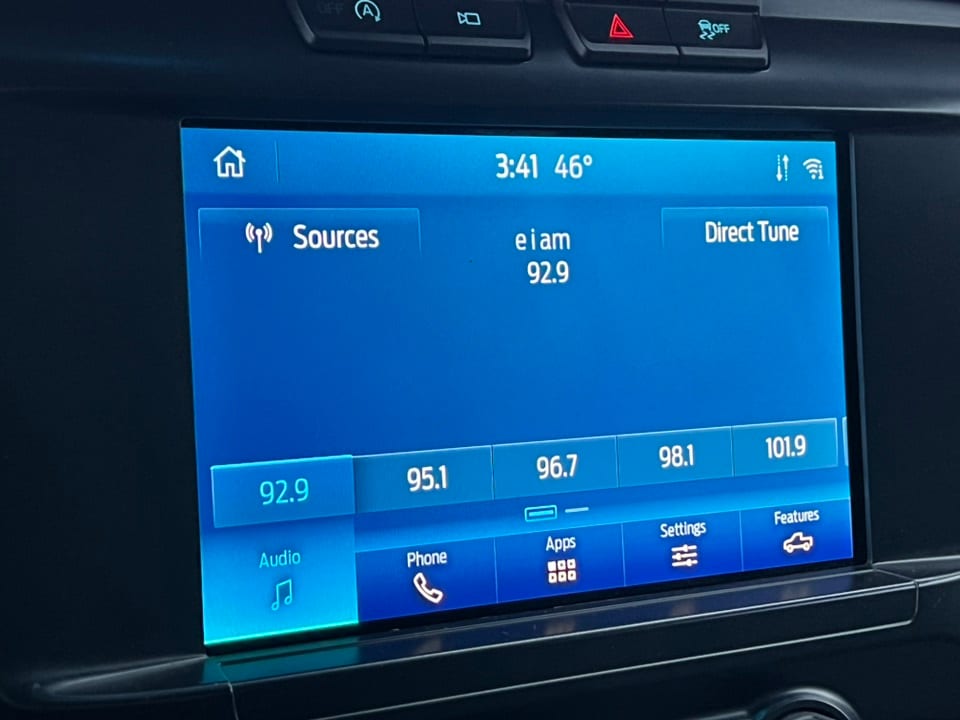 OFF A OFF
3:41 46°
Sources
e i am
92.9
Direct Tune
92.9 95.1 96.7 98.1 101.9
Audio Phone Apps Settings Features